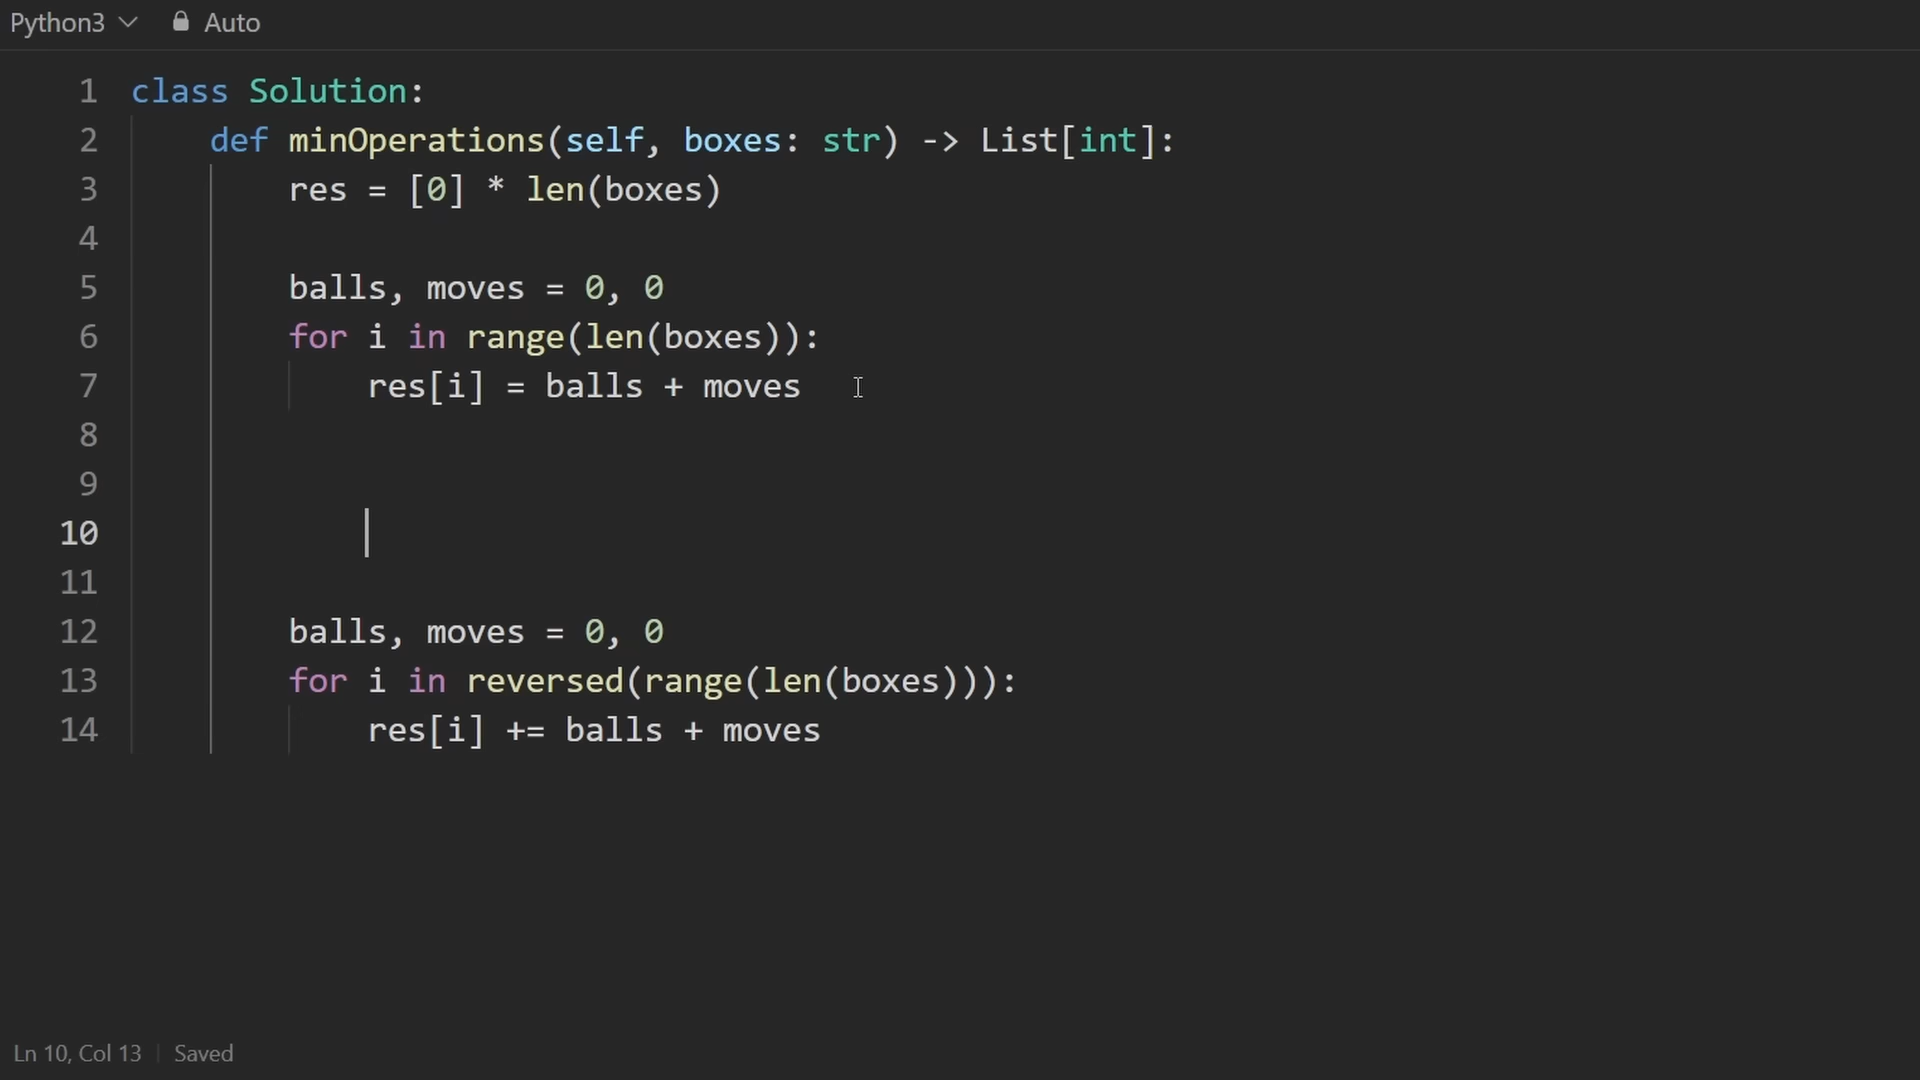 Python3 Auto
1 class Solution:
2     def minOperations(self, boxes: str) -> List[int]:
3         res = [0] * len(boxes)
4
5         balls, moves = 0, 0
6         for i in range(len(boxes)):
7             res[i] = balls + moves
8
9
10
11
12         balls, moves = 0, 0
13         for i in reversed(range(len(boxes))):
14             res[i] += balls + moves
Ln 10, Col 13 Saved